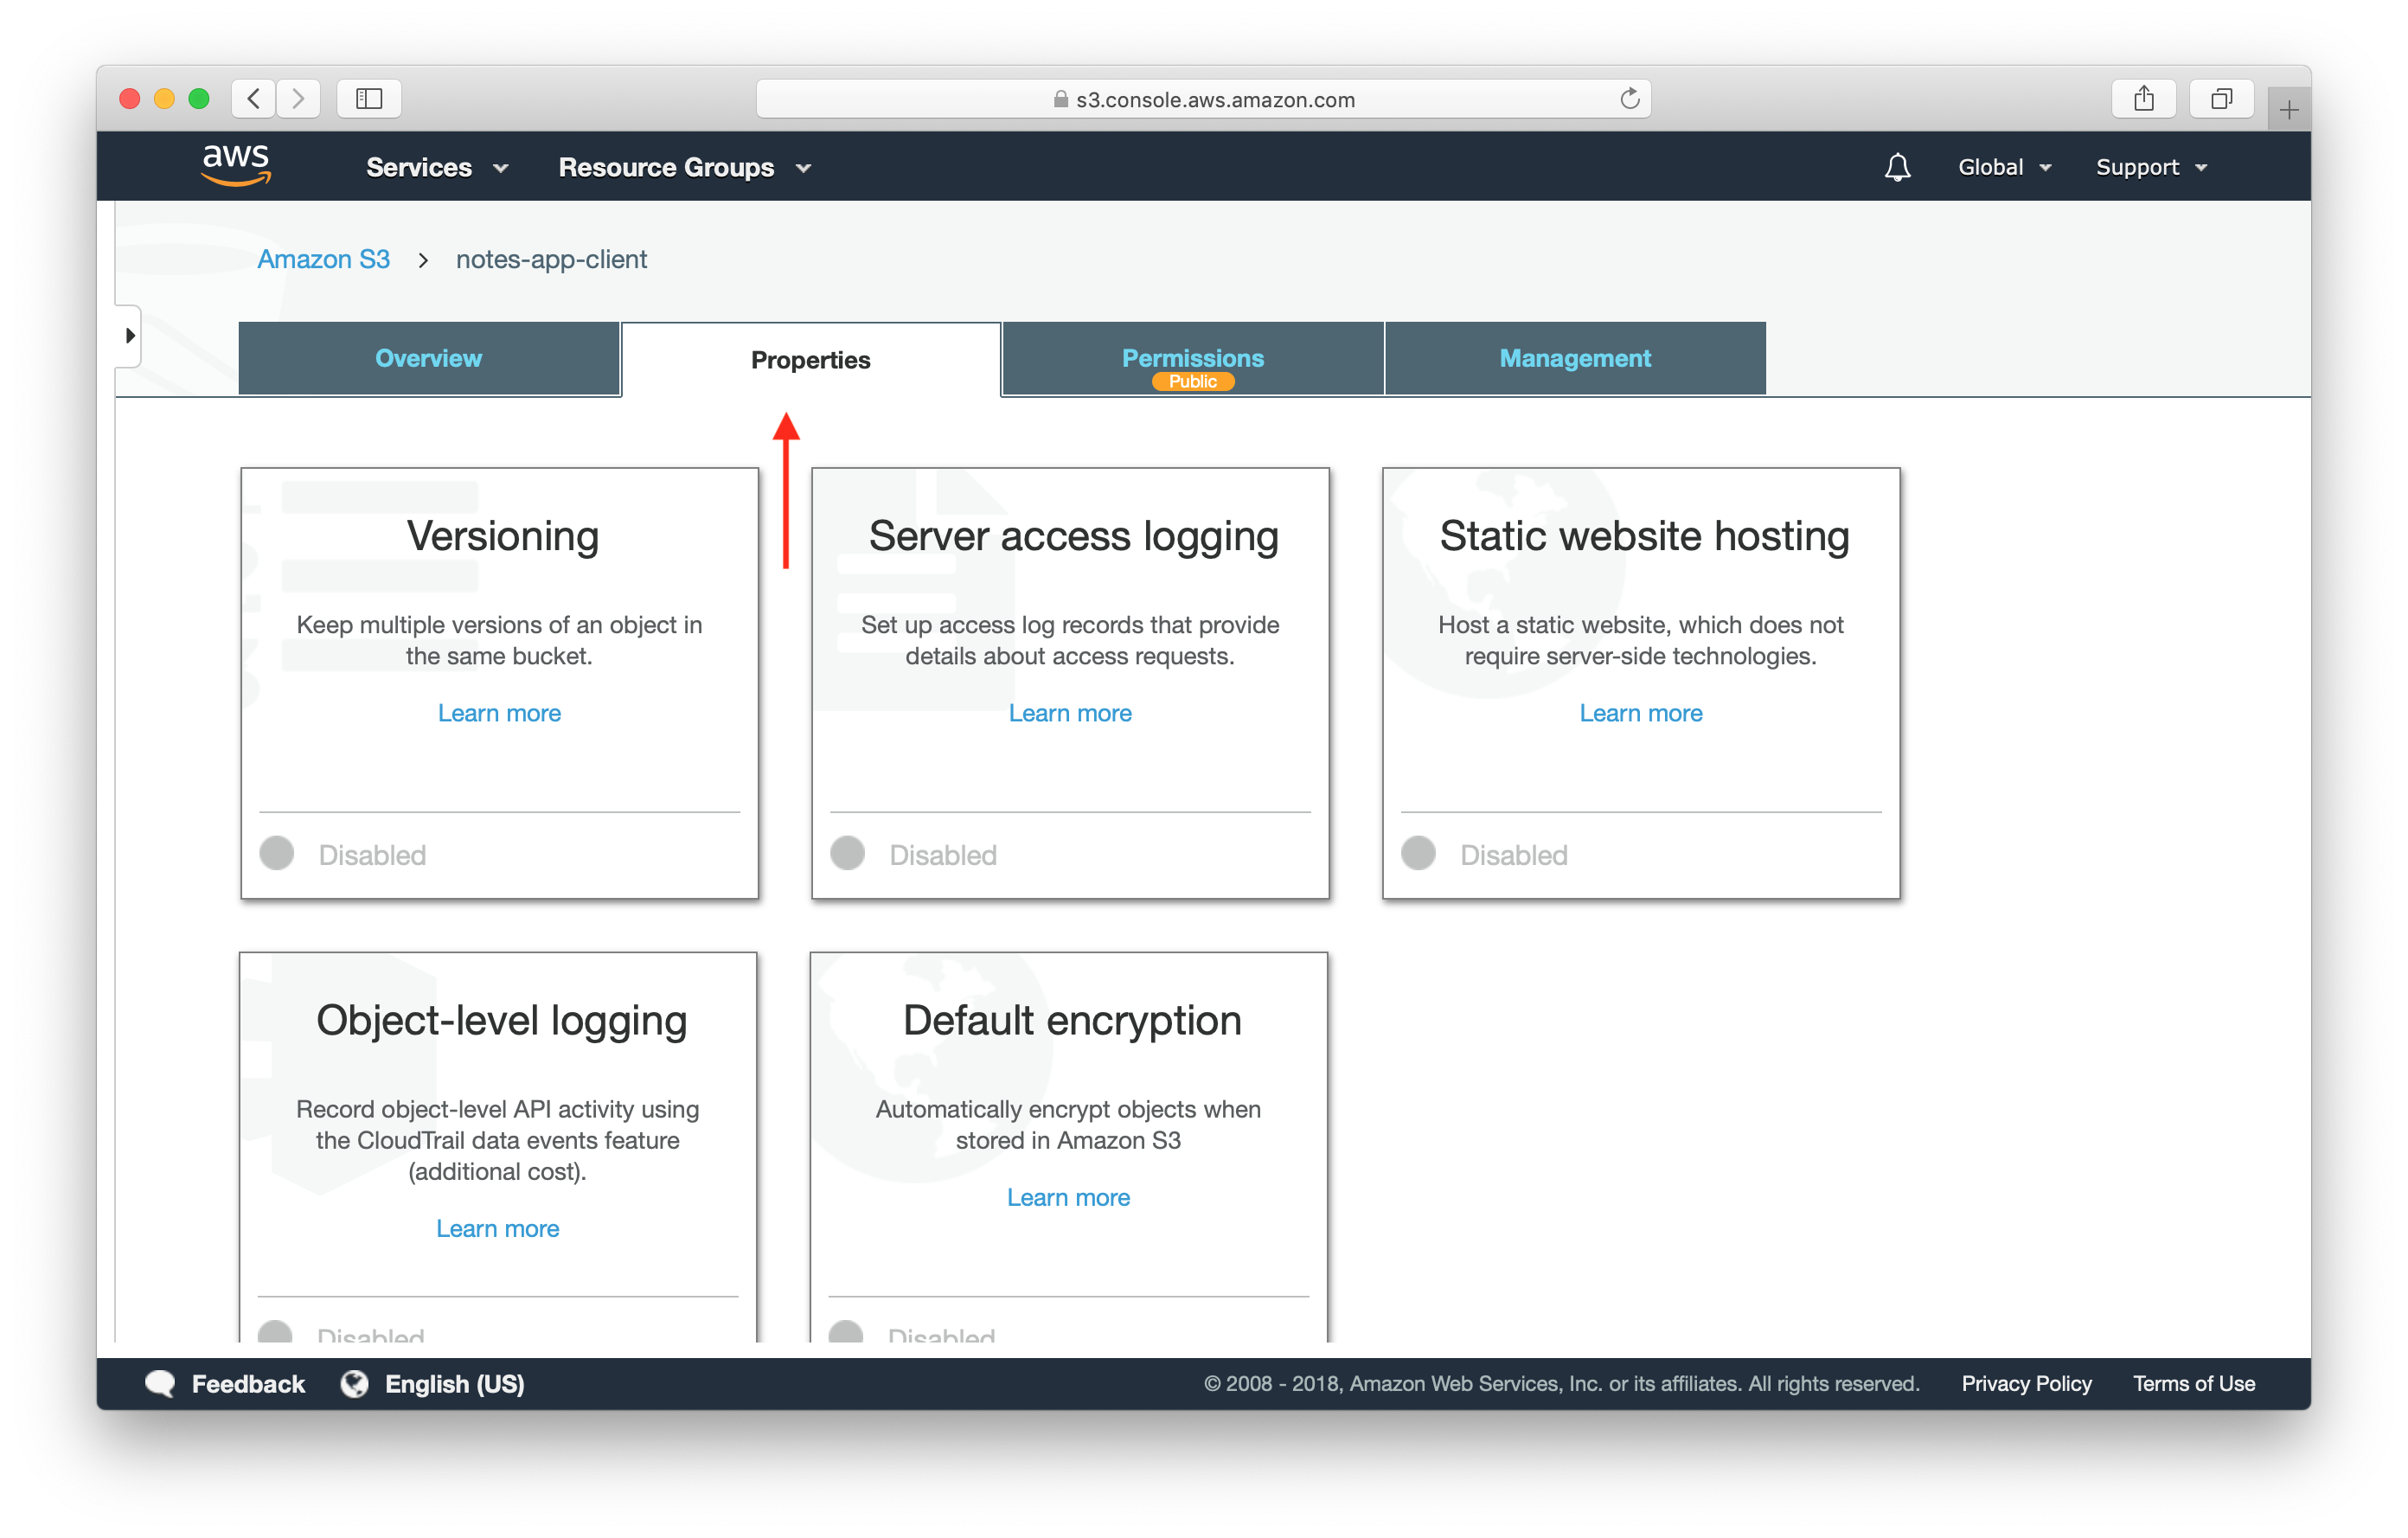 s3.console.aws.amazon.com
aws Services Resource Groups Global Support
Amazon S3 > notes-app-client
Overview Properties Permissions Management
Public
Versioning
Keep multiple versions of an object in
the same bucket.
Learn more
Disabled
Server access logging
Set up access log records that provide
details about access requests.
Learn more
Disabled
Static website hosting
Host a static website, which does not
require server-side technologies.
Learn more
Disabled
Object-level logging
Record object-level API activity using
the CloudTrail data events feature
(additional cost).
Learn more
Disabled
Default encryption
Automatically encrypt objects when
stored in Amazon S3
Learn more
Disabled
Feedback English (US) © 2008 - 2018, Amazon Web Services, Inc. or its affiliates. All rights reserved. Privacy Policy Terms of Use